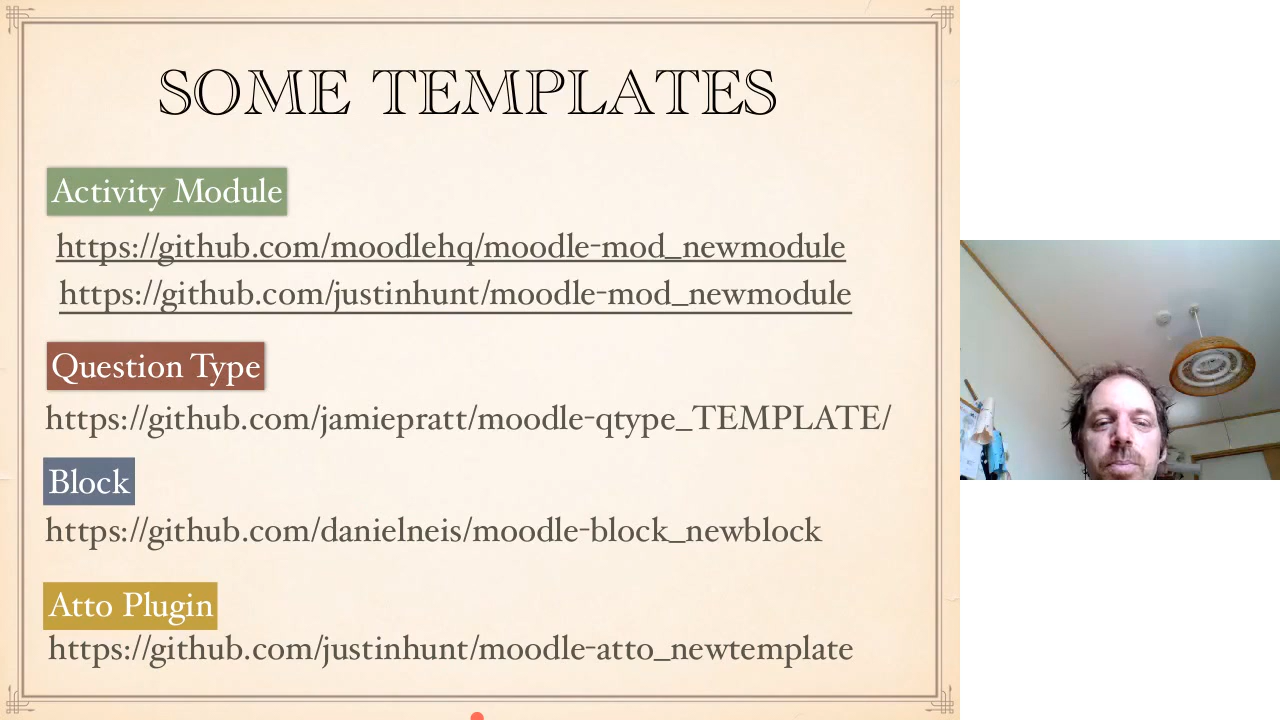 SOME TEMPLATES
Activity Module
https://github.com/moodlehq/moodle-mod_newmodule
https://github.com/justinhunt/moodle-mod_newmodule
Question Type
https://github.com/jamiepratt/moodle-qtype_TEMPLATE/
Block
https://github.com/danielneis/moodle-block_newblock
Atto Plugin
https://github.com/justinhunt/moodle-atto_newtemplate